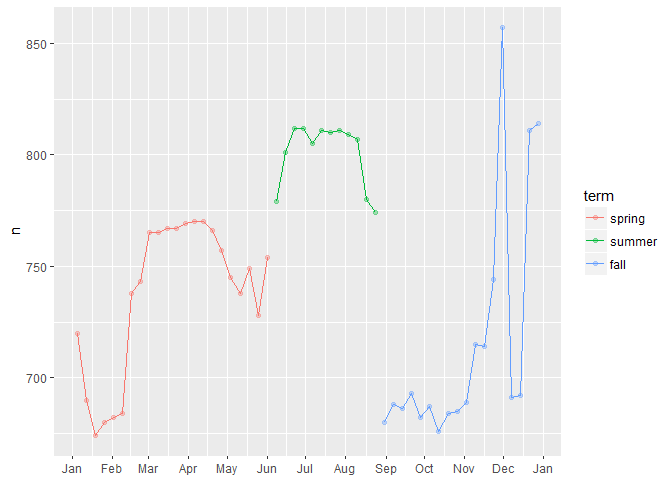 850
800
750
700
n
Jan Feb Mar Apr May Jun Jul Aug Sep Oct Nov Dec Jan
term
spring
summer
fall